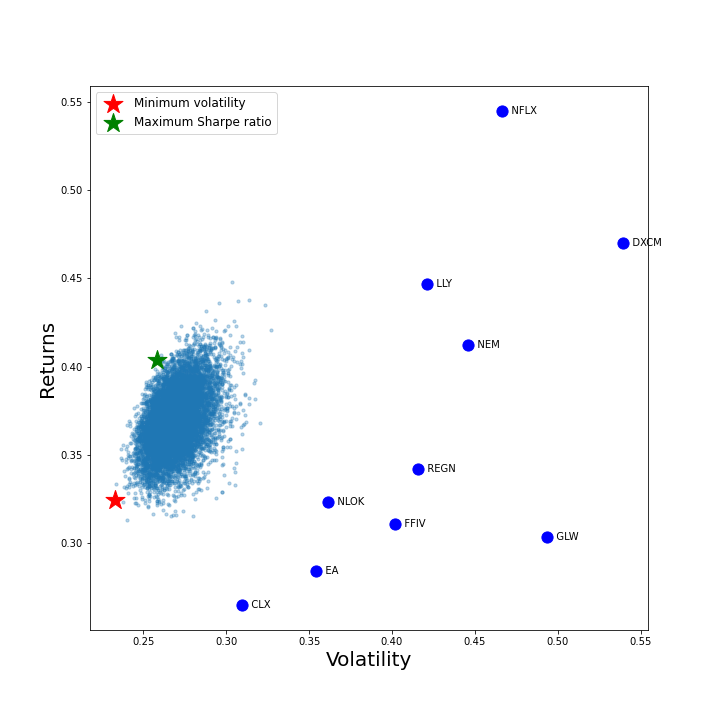 Minimum volatility
Maximum Sharpe ratio
0.55
NFLX
0.50
DXCM
0.45
LLY
NEM
0.40
Returns
0.35
REGN
NLOK
FFIV
GLW
0.30
EA
CLX
0.25 0.30 0.35 0.40 0.45 0.50 0.55
Volatility